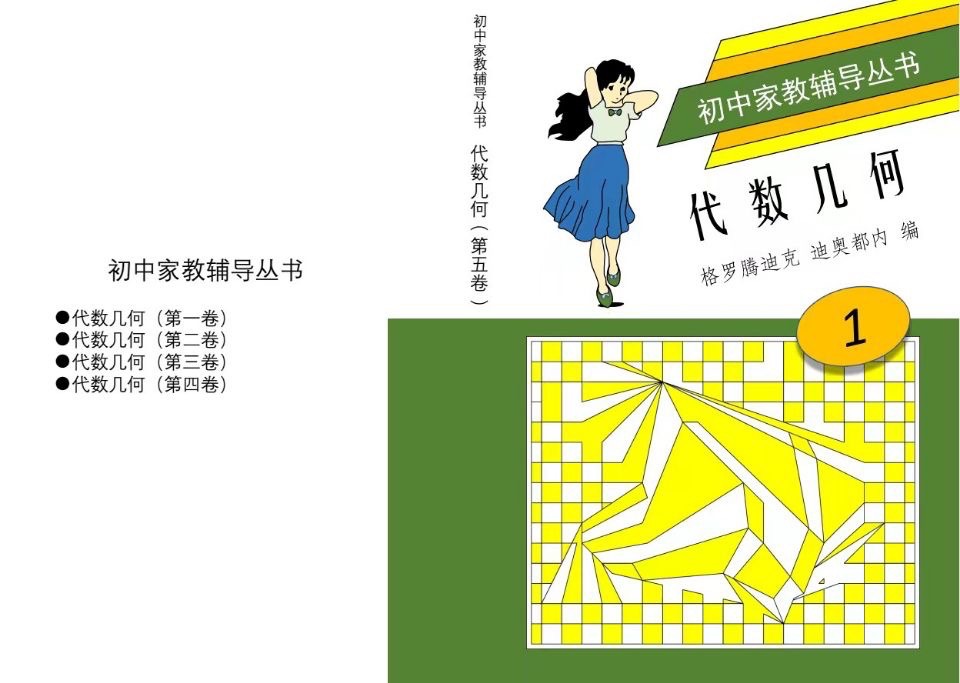 初中家教辅导丛书
●代数几何（第一卷）
●代数几何（第二卷）
●代数几何（第三卷）
●代数几何（第四卷）
初中家教辅导丛书 代数几何（第五卷）
初中家教辅导丛书
代数几何
格罗腾迪克 迪奥都内 编
1